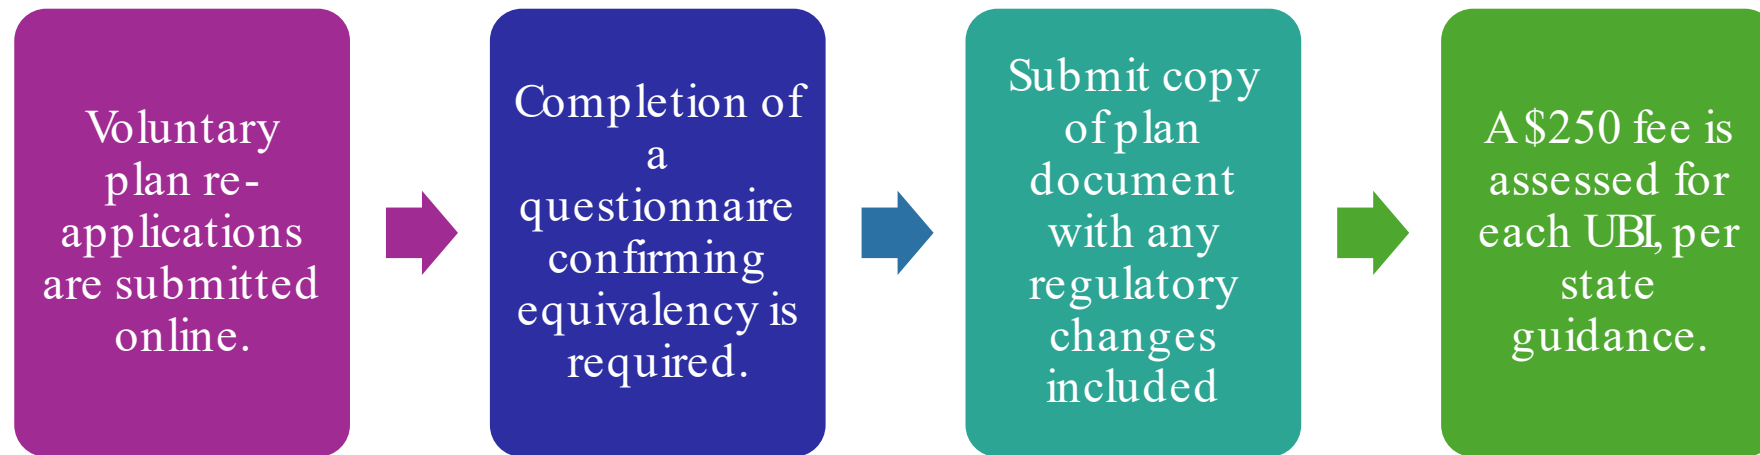 Voluntary
plan re-
applications
are submitted
online.
Completion of
a
questionnaire
confirming
equivalency is
required.
Submit copy
of plan
document
with any
regulatory
changes
included
A $250 fee is
assessed for
each UBI, per
state
guidance.